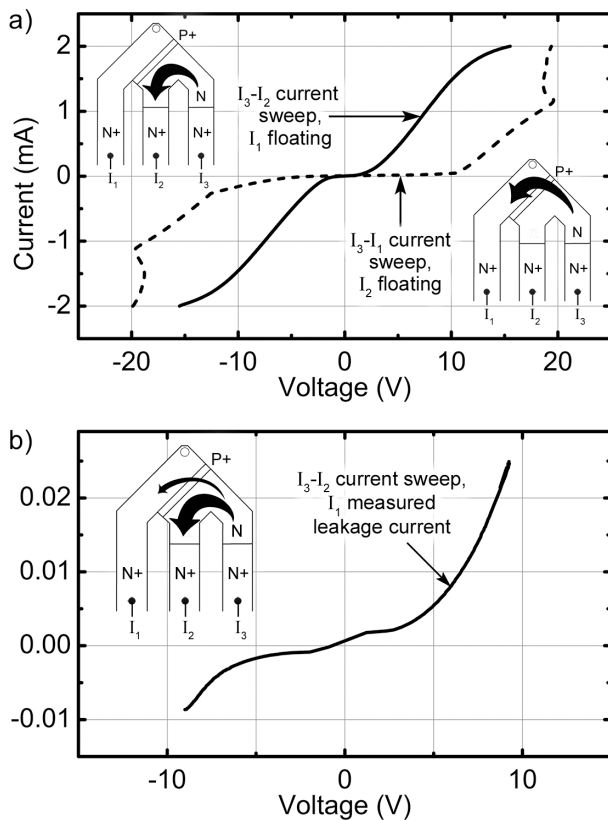 a)
2
1
0
-1
-2
Current (mA)
-20
-10
0
10
20
Voltage (V)
P+
N
N+
N+
N+
I₁
I₂
I₃
I₃-I₂ current
sweep,
I₁ floating
I₃-I₁ current
sweep,
I₂ floating
P+
N
N+
N+
N+
I₁
I₂
I₃
b)
0.02
0.01
0.00
-0.01
-10
0
10
Voltage (V)
P+
N
N+
N+
N+
I₁
I₂
I₃
I₃-I₂ current sweep,
I₁ measured
leakage current